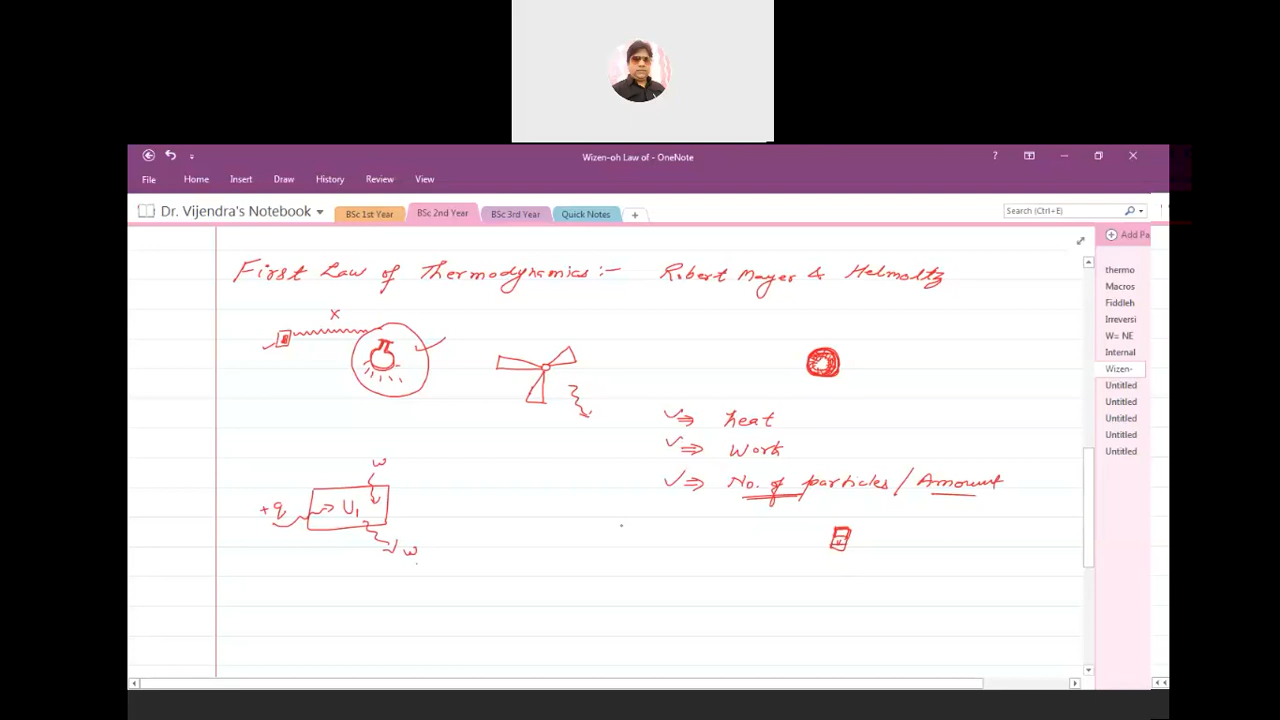 Wizen-oh Law of - OneNote
File Home Insert Draw History Review View
Dr. Vijendra's Notebook BSc 1st Year BSc 2nd Year BSc 3rd Year Quick Notes Search (Ctrl+E)
Add Pa
First Law of Thermodynamics :- Robert Mayer & Helmoltz
x
⇒ heat
⇒ Work
⇒ No. of particles / Amount
w
+q U₁
w
thermo
Macros
Fiddleh
Irreversi
W= NE
Internal
Wizen-
Untitled
Untitled
Untitled
Untitled
Untitled